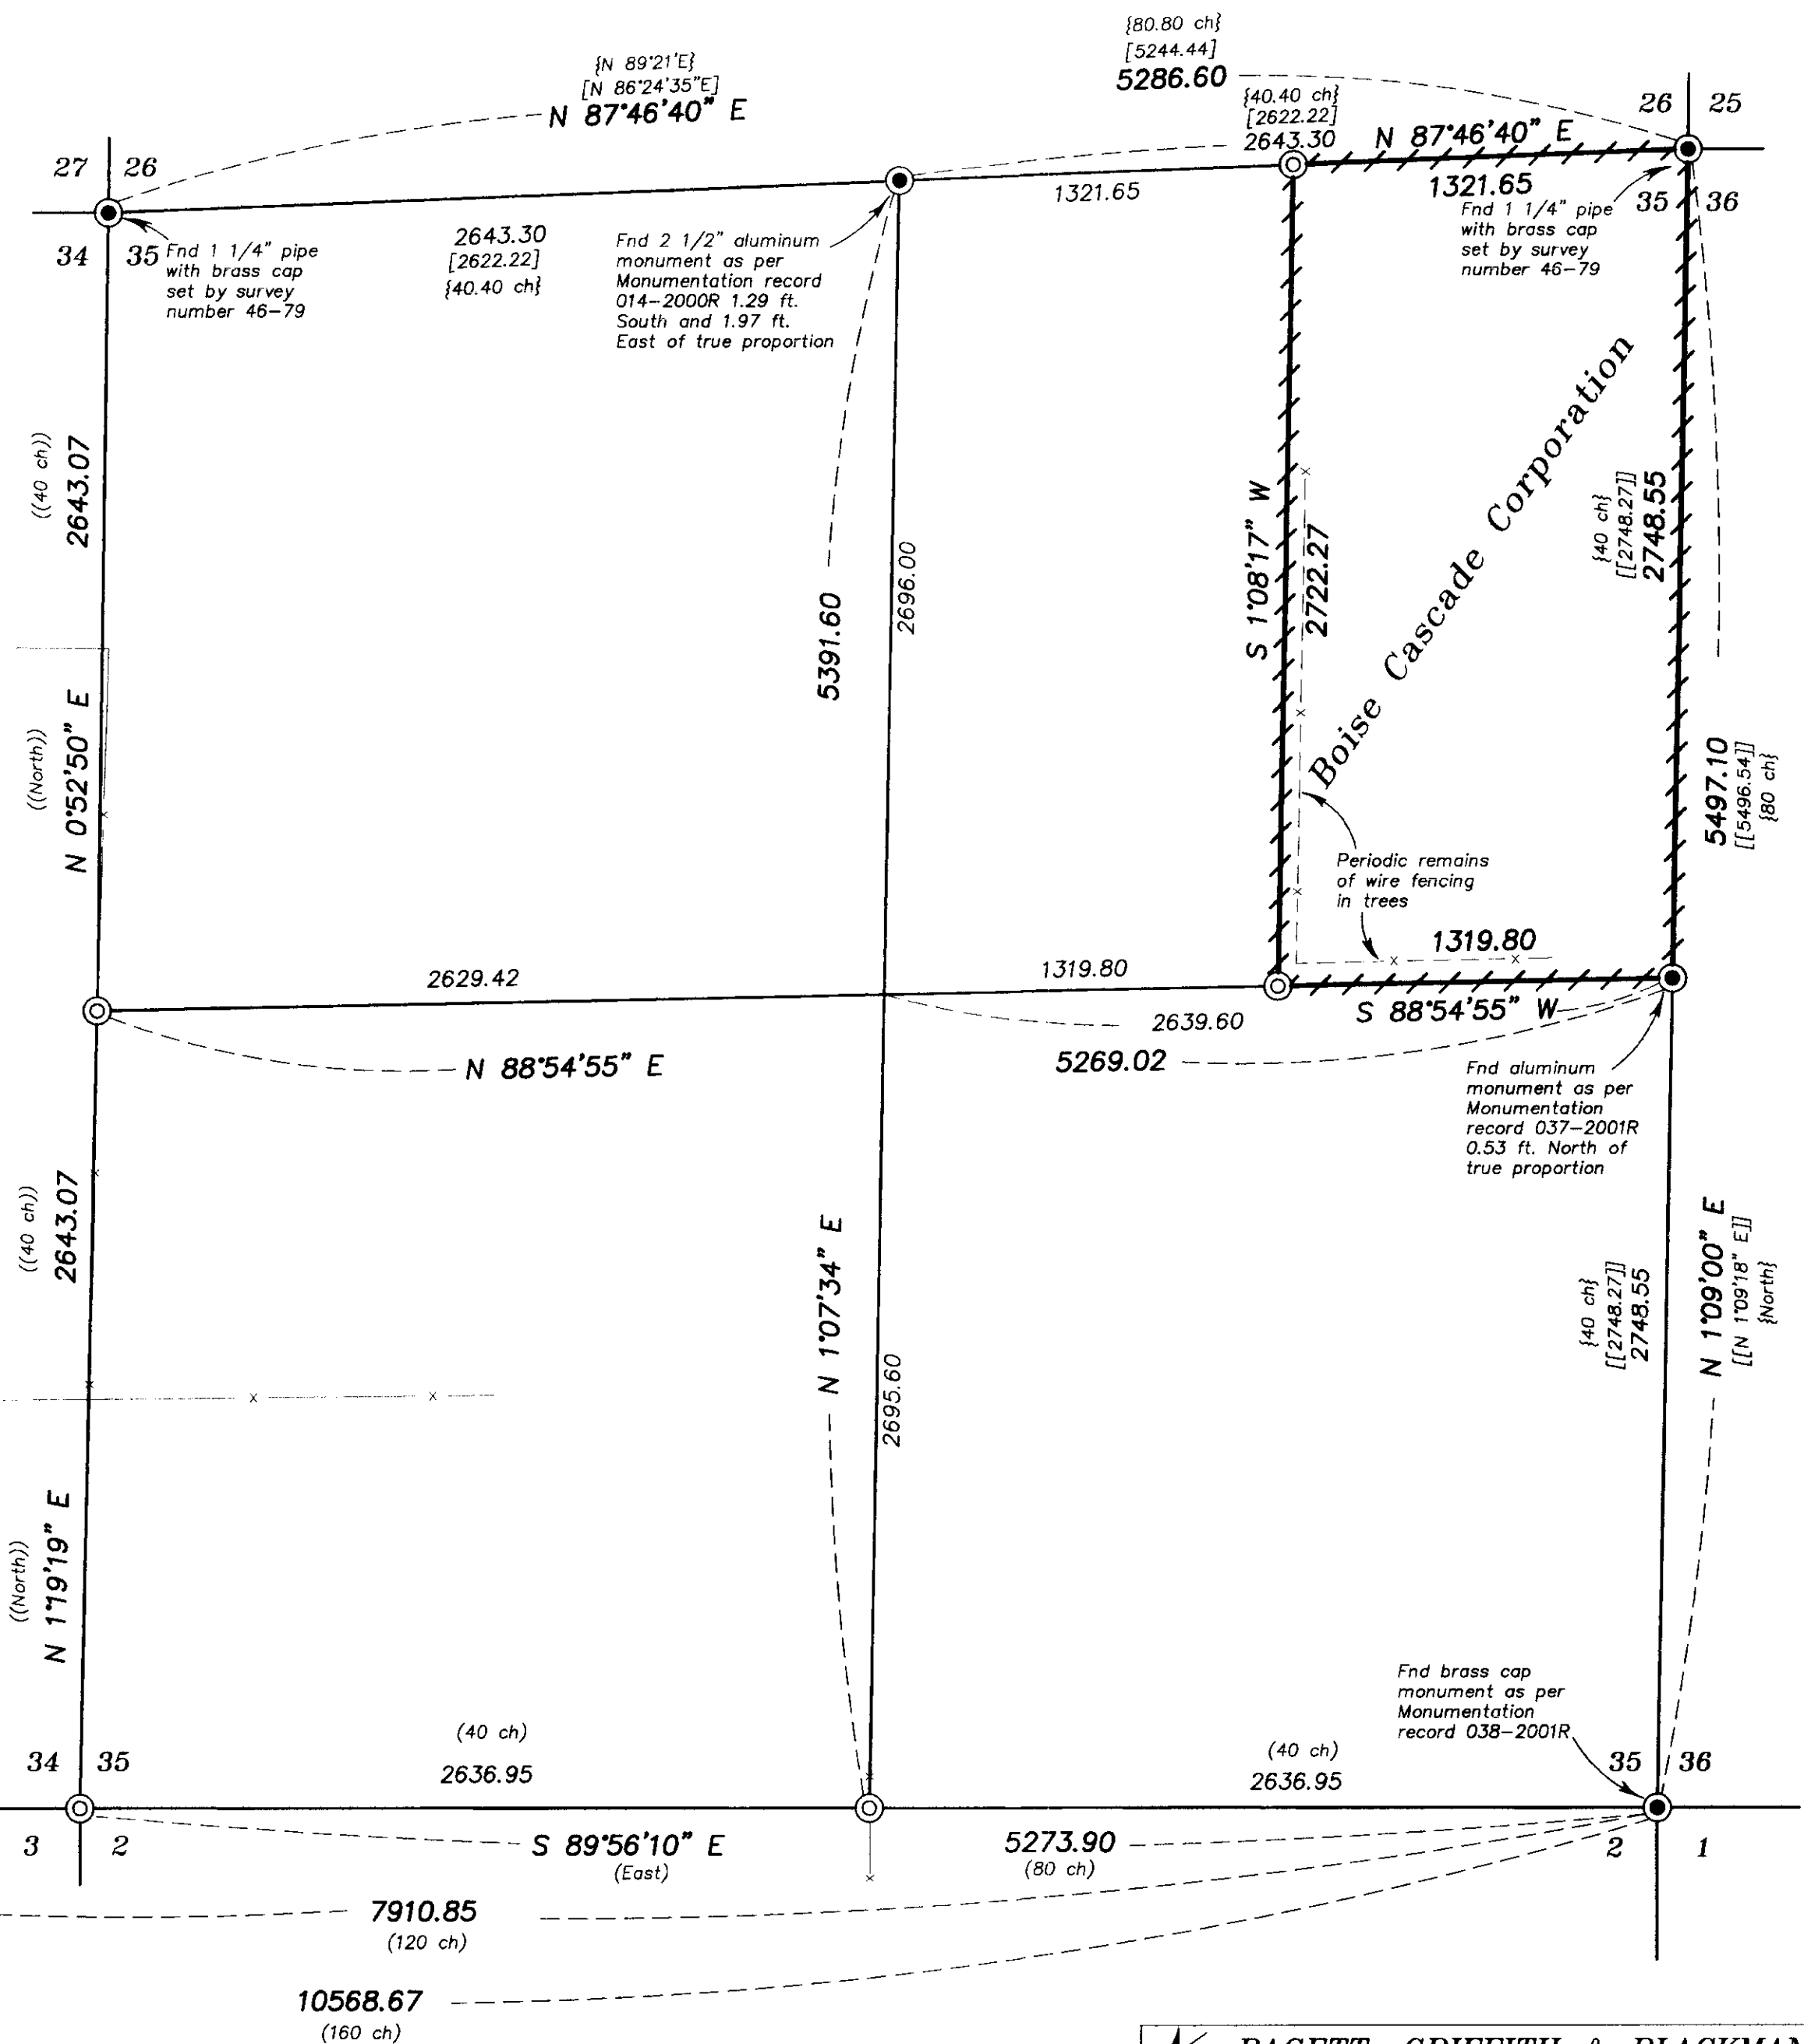 {80.80 ch}
[5244.44]
5286.60
{N 89°21'E}
[N 86°24'35"E]
N 87°46'40" E
{40.40 ch}
[2622.22]
2643.30
N 87°46'40" E
26 25
27 26
1321.65
1321.65
35 36
34 35
Fnd 1 1/4" pipe
with brass cap
set by survey
number 46-79
2643.30
[2622.22]
{40.40 ch}
Fnd 2 1/2" aluminum
monument as per
Monumentation record
014-2000R 1.29 ft.
South and 1.97 ft.
East of true proportion
Fnd 1 1/4" pipe
with brass cap
set by survey
number 46-79
((40 ch))
2643.07
5391.60
2696.00
S 1°08'17" W
2722.27
Boise Cascade Corporation
{40 ch}
[[2748.27]]
2748.55
((North))
N 0°52'50" E
5497.10
[[5496.54]]
{80 ch}
Periodic remains
of wire fencing
in trees
1319.80
2629.42
1319.80
2639.60
S 88°54'55" W
N 88°54'55" E
5269.02
Fnd aluminum
monument as per
Monumentation
record 037-2001R
0.53 ft. North of
true proportion
((40 ch))
2643.07
N 1°07'34" E
2695.60
{40 ch}
[[2748.27]]
2748.55
N 1°09'00" E
[[N 1°09'18" E]]
{North}
((North))
N 1°19'19" E
Fnd brass cap
monument as per
Monumentation
record 038-2001R
34 35
(40 ch)
2636.95
(40 ch)
2636.95
35 36
3 2
S 89°56'10" E
(East)
5273.90
(80 ch)
2 1
7910.85
(120 ch)
10568.67
(160 ch)
BAGETT, GRIFFITH & BLACKMAN